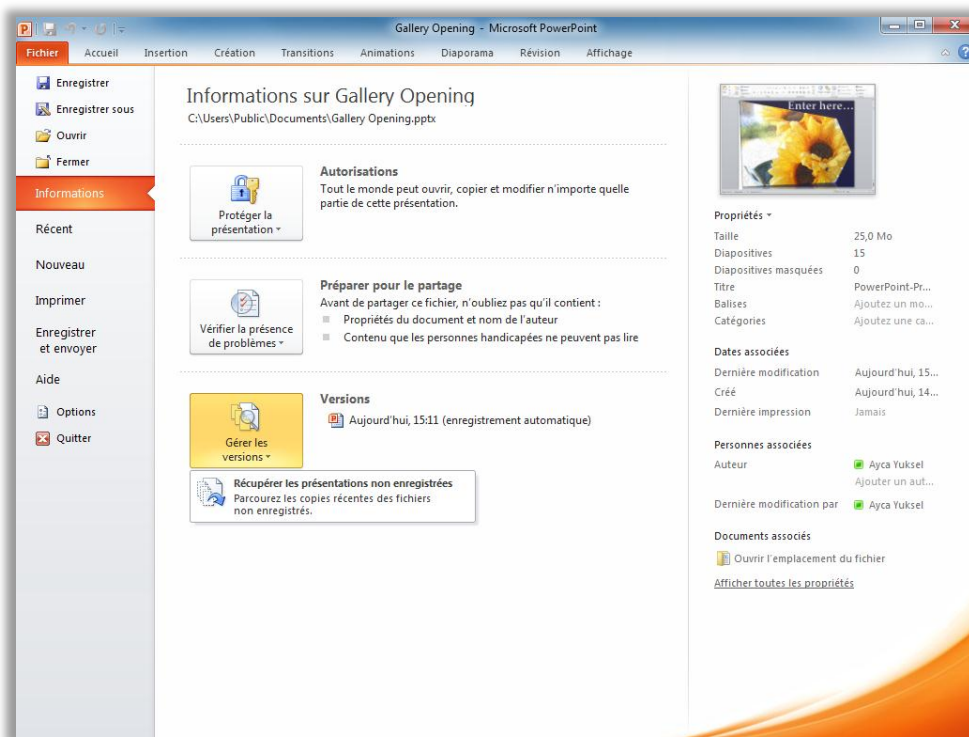 Gallery Opening - Microsoft PowerPoint
Fichier Accueil Insertion Création Transitions Animations Diaporama Révision Affichage
Enregistrer
Enregistrer sous
Ouvrir
Fermer
Informations
Récent
Nouveau
Imprimer
Enregistrer
et envoyer
Aide
Options
Quitter
Informations sur Gallery Opening
C:\Users\Public\Documents\Gallery Opening.pptx
Protéger la
présentation
Autorisations
Tout le monde peut ouvrir, copier et modifier n'importe quelle
partie de cette présentation.
Vérifier la présence
de problèmes
Préparer pour le partage
Avant de partager ce fichier, n'oubliez pas qu'il contient :
Propriétés du document et nom de l'auteur
Contenu que les personnes handicapées ne peuvent pas lire
Gérer les
versions
Versions
Aujourd'hui, 15:11 (enregistrement automatique)
Récupérer les présentations non enregistrées
Parcourez les copies récentes des fichiers
non enregistrés.
Enter here...
Propriétés
Taille 25,0 Mo
Diapositives 15
Diapositives masquées 0
Titre PowerPoint-Pr...
Balises Ajoutez un mo...
Catégories Ajoutez une ca...
Dates associées
Dernière modification Aujourd'hui, 15...
Créé Aujourd'hui, 14...
Dernière impression Jamais
Personnes associées
Auteur Ayca Yuksel
Ajouter un aut...
Dernière modification par Ayca Yuksel
Documents associés
Ouvrir l'emplacement du fichier
Afficher toutes les propriétés